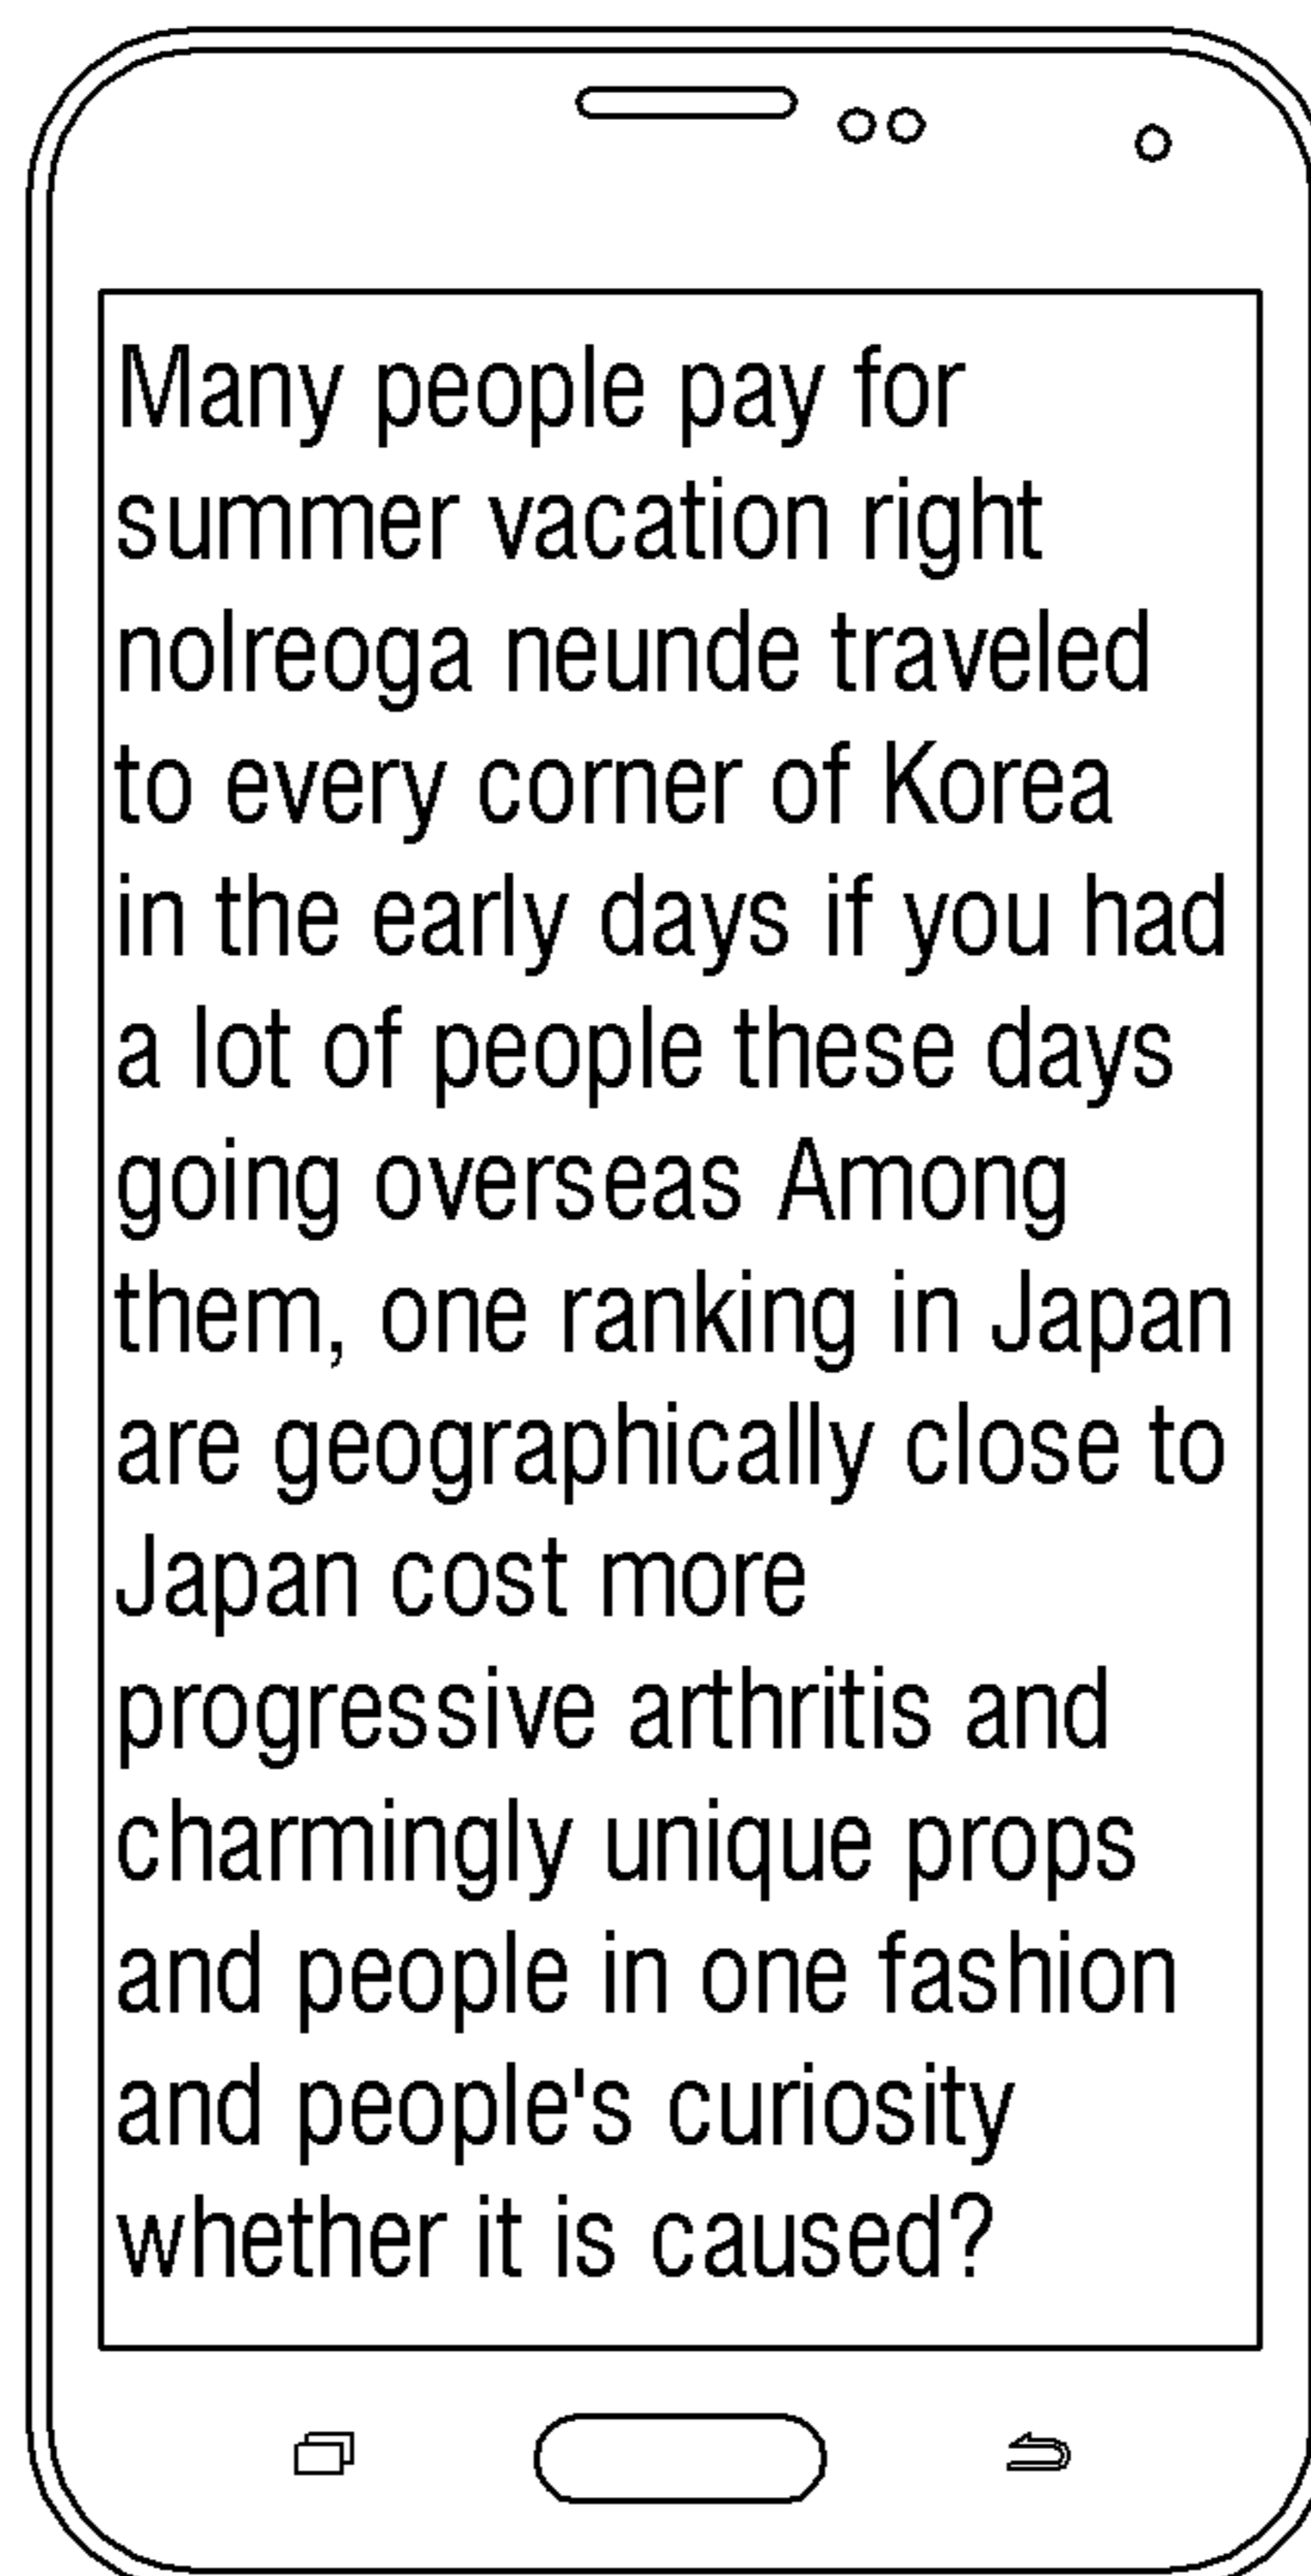 Many people pay for
summer vacation right
nolreoga neunde traveled
to every corner of Korea
in the early days if you had
a lot of people these days
going overseas Among
them, one ranking in Japan
are geographically close to
Japan cost more
progressive arthritis and
charmingly unique props
and people in one fashion
and people's curiosity
whether it is caused?